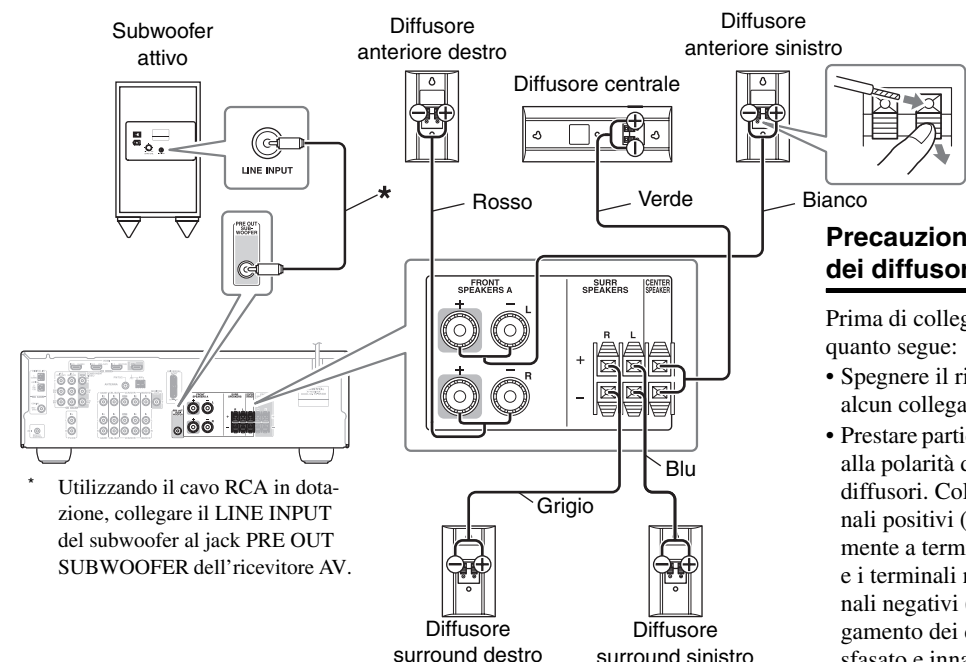 Subwoofer
attivo
Diffusore
anteriore destro
Diffusore centrale
Diffusore
anteriore sinistro
LINE INPUT
PRE OUT
SUB-
WOOFER
*
Rosso
Verde
Bianco
FRONT
SPEAKERS A
SURR
SPEAKERS
CENTER
SPEAKER
+ − L
R L
+
−
+ − R
Blu
Grigio
* Utilizzando il cavo RCA in dota-
zione, collegare il LINE INPUT
del subwoofer al jack PRE OUT
SUBWOOFER dell'ricevitore AV.
Diffusore
surround destro
Diffusore
surround sinistro
Precauzion
dei diffusor
Prima di colleg
quanto segue:
• Spegnere il ri
alcun collega
• Prestare parti
alla polarità d
diffusori. Col
nali positivi (
mente a term
e i terminali n
nali negativi (
gamento dei c
sfasato e inna